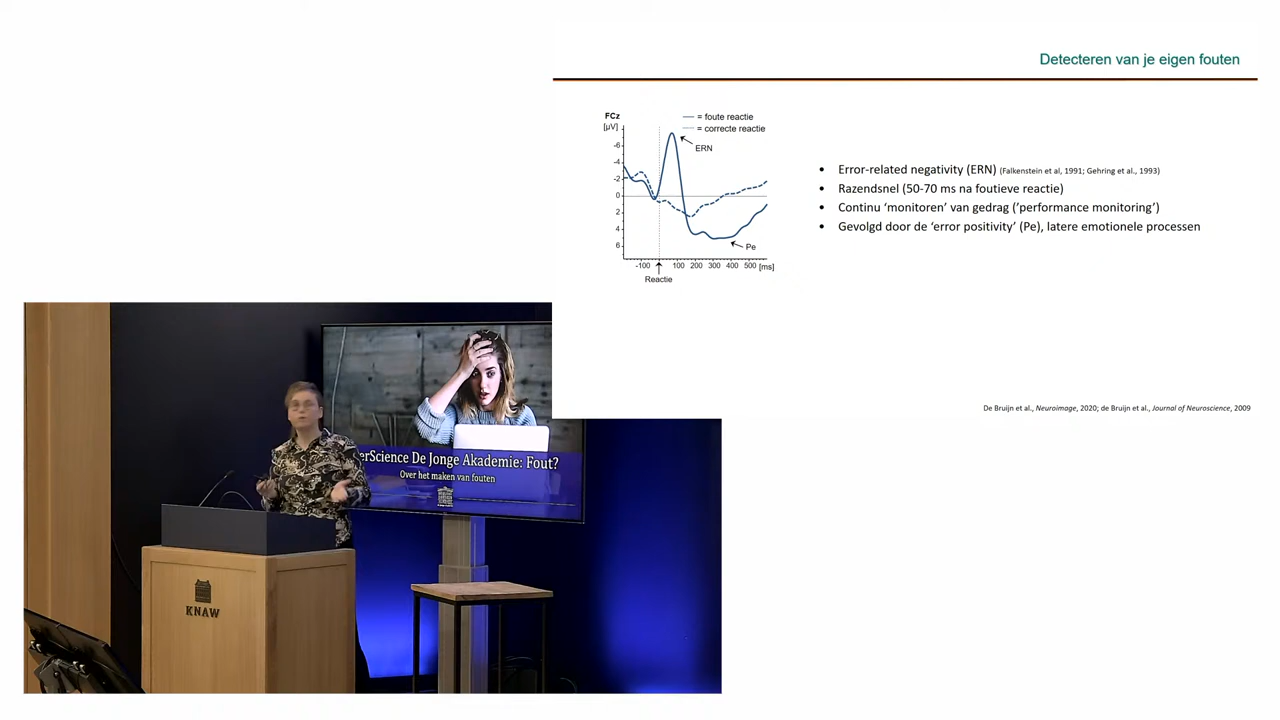 Detecteren van je eigen fouten
FCz
[µV]
= foute reactie
= correcte reactie
ERN
-6
-4
-2
0
2
4
6
Pe
-100 100 200 300 400 500 [ms]
Reactie
• Error-related negativity (ERN) (Falkenstein et al, 1991; Gehring et al., 1993)
• Razendsnel (50-70 ms na foutieve reactie)
• Continu ‘monitoren’ van gedrag (’performance monitoring’)
• Gevolgd door de ‘error positivity’ (Pe), latere emotionele processen
De Bruijn et al., Neuroimage, 2020; de Bruijn et al., Journal of Neuroscience, 2009
erScience De Jonge Akademie: Fout?
Over het maken van fouten
KNAW